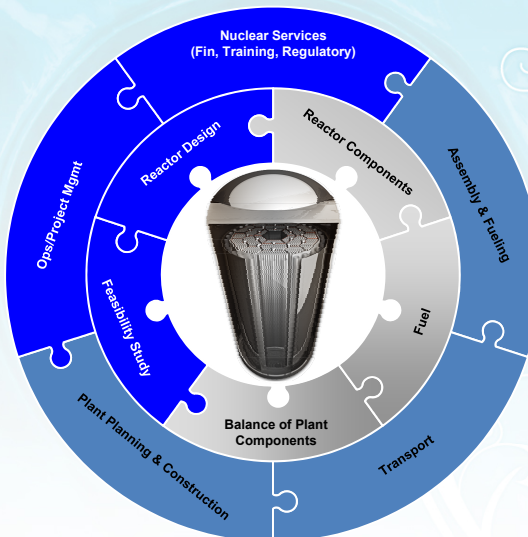 Nuclear Services
(Fin, Training, Regulatory)
Reactor Design
Reactor Components
Ops/Project Mgmt
Assembly & Fueling
Feasibility Study
Fuel
Balance of Plant
Components
Plant Planning & Construction
Transport